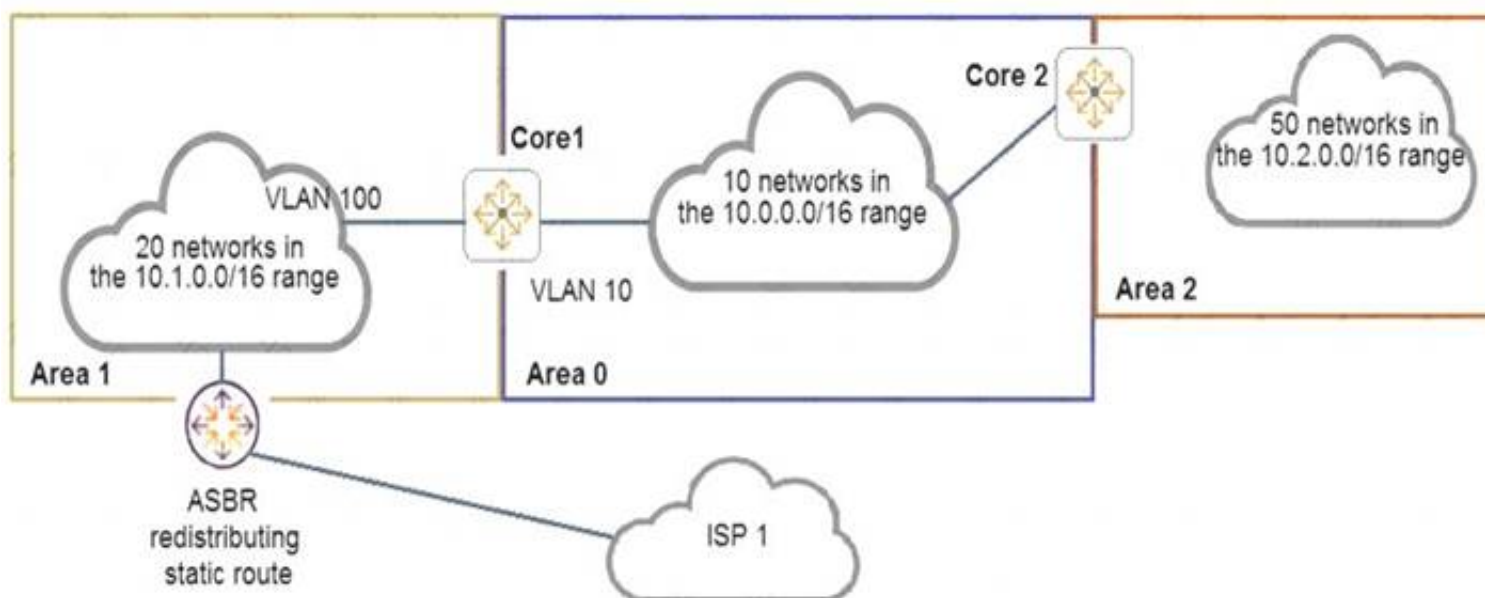 Core 2
50 networks in
the 10.2.0.0/16 range
Core1
10 networks in
the 10.0.0.0/16 range
VLAN 100
20 networks in
the 10.1.0.0/16 range
VLAN 10
Area 2
Area 1
Area 0
ASBR
redistributing
static route
ISP 1